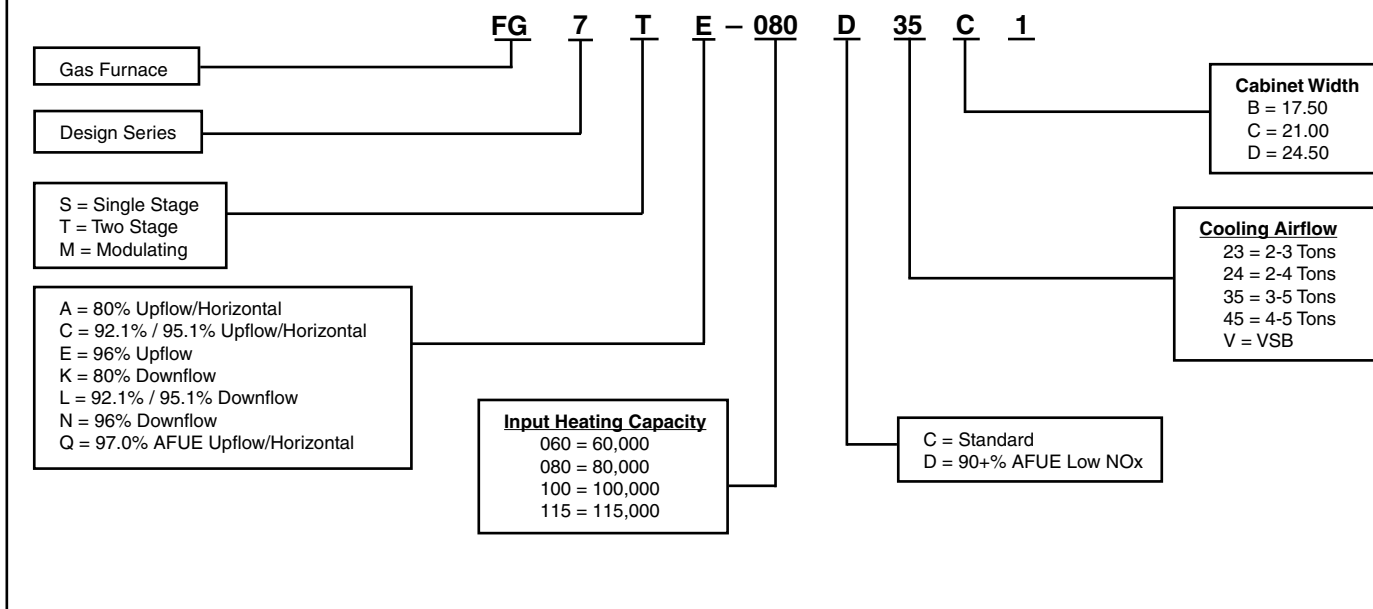 FG 7 T E – 080 D 35 C 1
Gas Furnace
Design Series
S = Single Stage
T = Two Stage
M = Modulating
A = 80% Upflow/Horizontal
C = 92.1% / 95.1% Upflow/Horizontal
E = 96% Upflow
K = 80% Downflow
L = 92.1% / 95.1% Downflow
N = 96% Downflow
Q = 97.0% AFUE Upflow/Horizontal
Input Heating Capacity
060 = 60,000
080 = 80,000
100 = 100,000
115 = 115,000
C = Standard
D = 90+% AFUE Low NOx
Cooling Airflow
23 = 2-3 Tons
24 = 2-4 Tons
35 = 3-5 Tons
45 = 4-5 Tons
V = VSB
Cabinet Width
B = 17.50
C = 21.00
D = 24.50